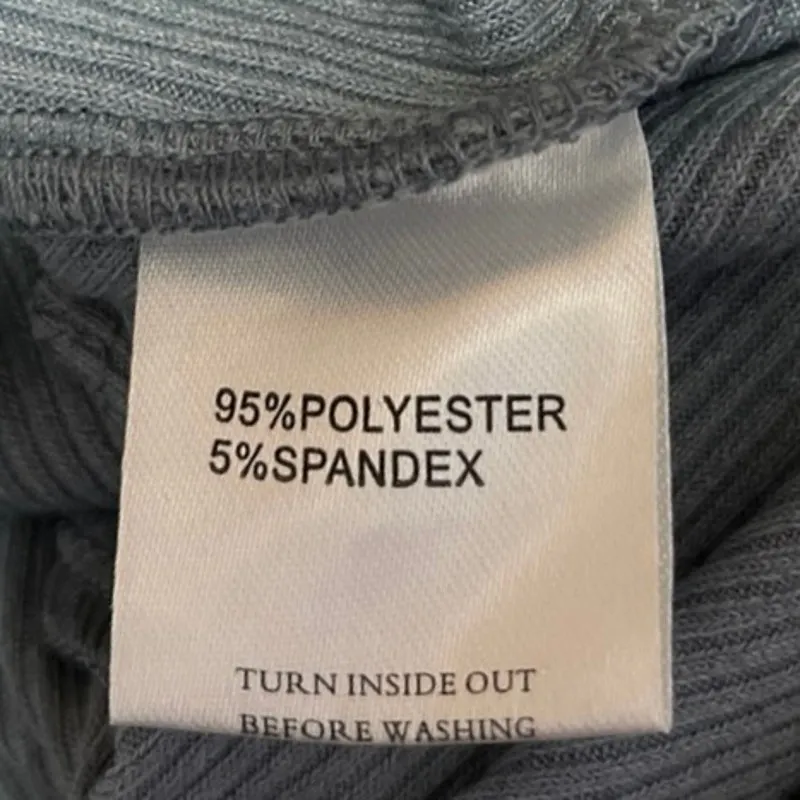 95%POLYESTER
5%SPANDEX
TURN INSIDE OUT
BEFORE WASHING